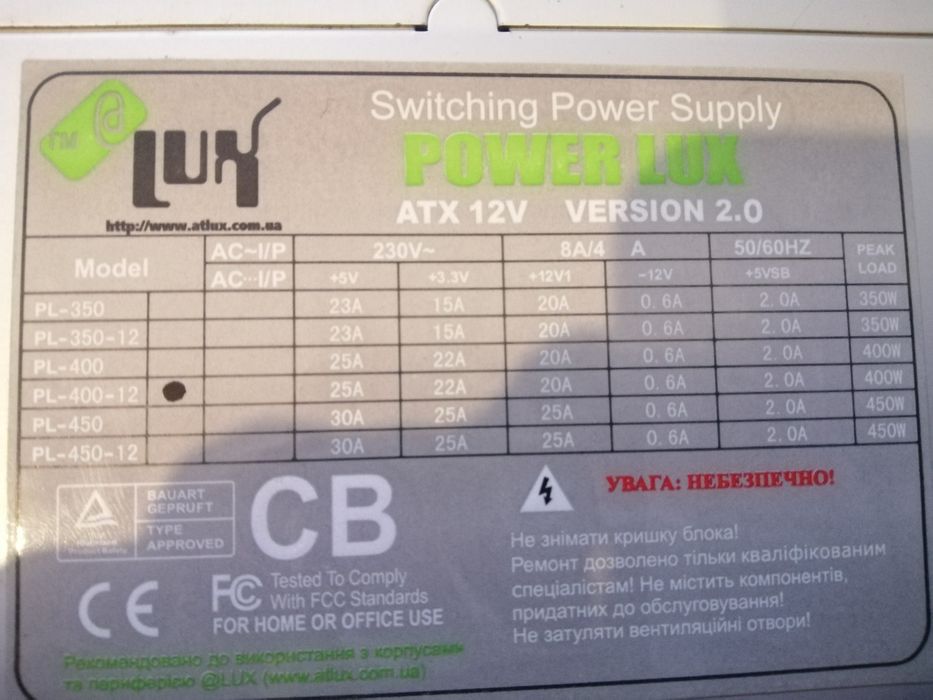 TM @LUX
http://www.atlux.com.ua
Switching Power Supply
POWER LUX
ATX 12V VERSION 2.0
Model AC~I/P 230V~ 8A/4 A 50/60HZ PEAK LOAD
AC···I/P +5V +3.3V +12V1 -12V +5VSB
PL-350 23A 15A 20A 0.6A 2.0A 350W
PL-350-12 23A 15A 20A 0.6A 2.0A 350W
PL-400 25A 22A 20A 0.6A 2.0A 400W
PL-400-12 ● 25A 22A 20A 0.6A 2.0A 400W
PL-450 30A 25A 25A 0.6A 2.0A 450W
PL-450-12 30A 25A 25A 0.6A 2.0A 450W
BAUART
GEPRUFT
TYPE
APPROVED
Product Safety
CB
CE
FC
Tested To Comply
With FCC Standards
FOR HOME OR OFFICE USE
Рекомендовано до використання з корпусами
та периферією @LUX (www.atlux.com.ua)
УВАГА: НЕБЕЗПЕЧНО!
Не знімати кришку блока!
Ремонт дозволено тільки кваліфікованим
спеціалістам! Не містить компонентів,
придатних до обслуговування!
Не затуляти вентиляційні отвори!